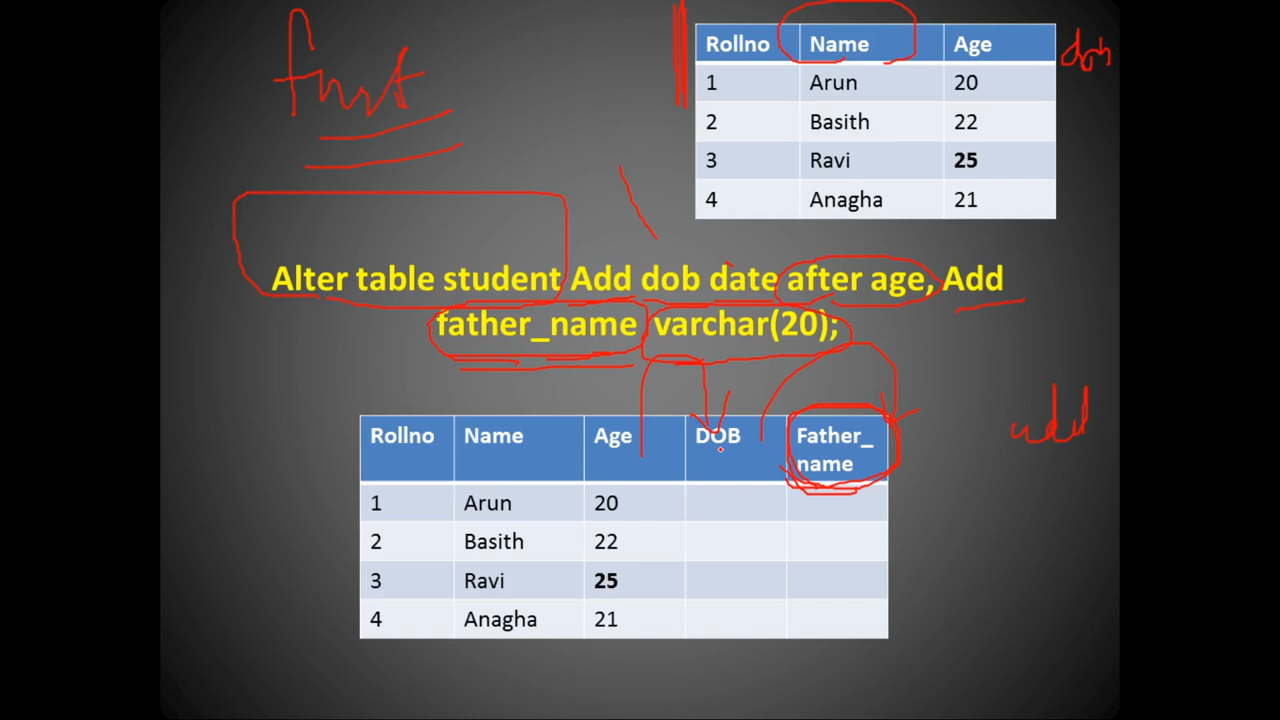 first
Rollno Name Age
dob
1 Arun 20
2 Basith 22
3 Ravi 25
4 Anagha 21
Alter table student Add dob date after age, Add
father_name varchar(20);
add
Rollno Name Age DOB Father_
name
1 Arun 20
2 Basith 22
3 Ravi 25
4 Anagha 21